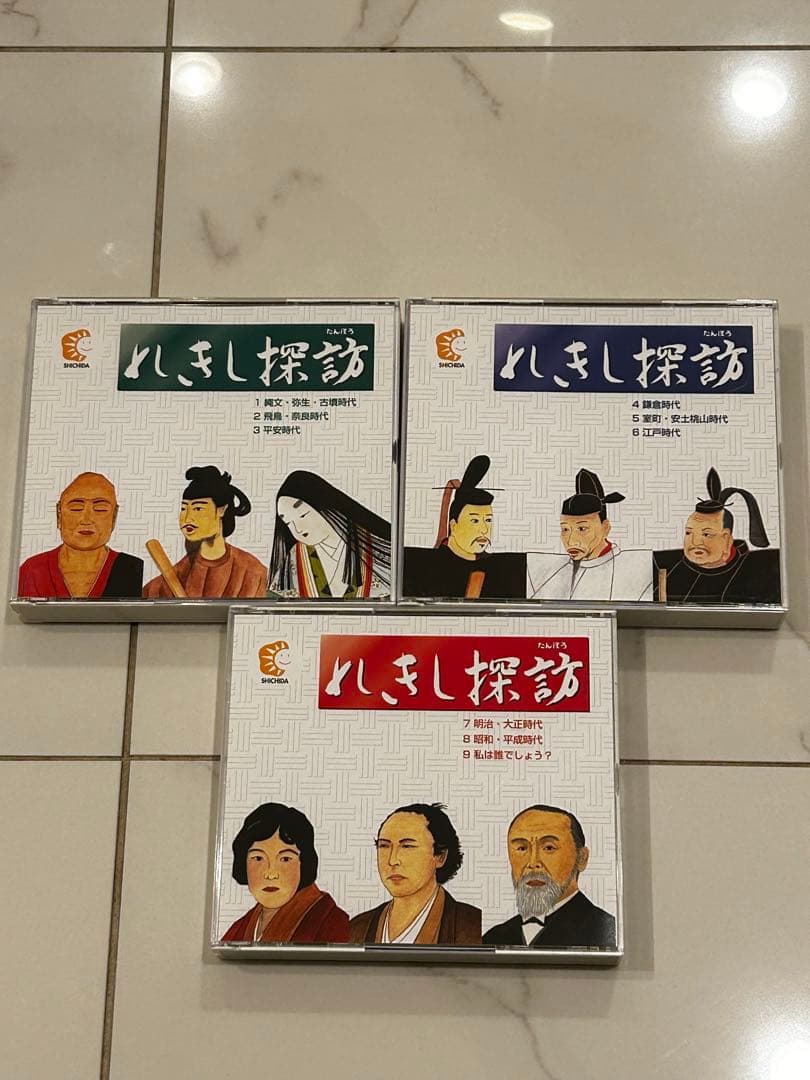 SHICHIDA
たんぼう
れきし探訪
1 縄文・弥生・古墳時代
2 飛鳥・奈良時代
3 平安時代
SHICHIDA
たんぼう
れきし探訪
4 鎌倉時代
5 室町・安土桃山時代
6 江戸時代
SHICHIDA
たんぼう
れきし探訪
7 明治、大正時代
8 昭和・平成時代
9 私は誰でしょう?